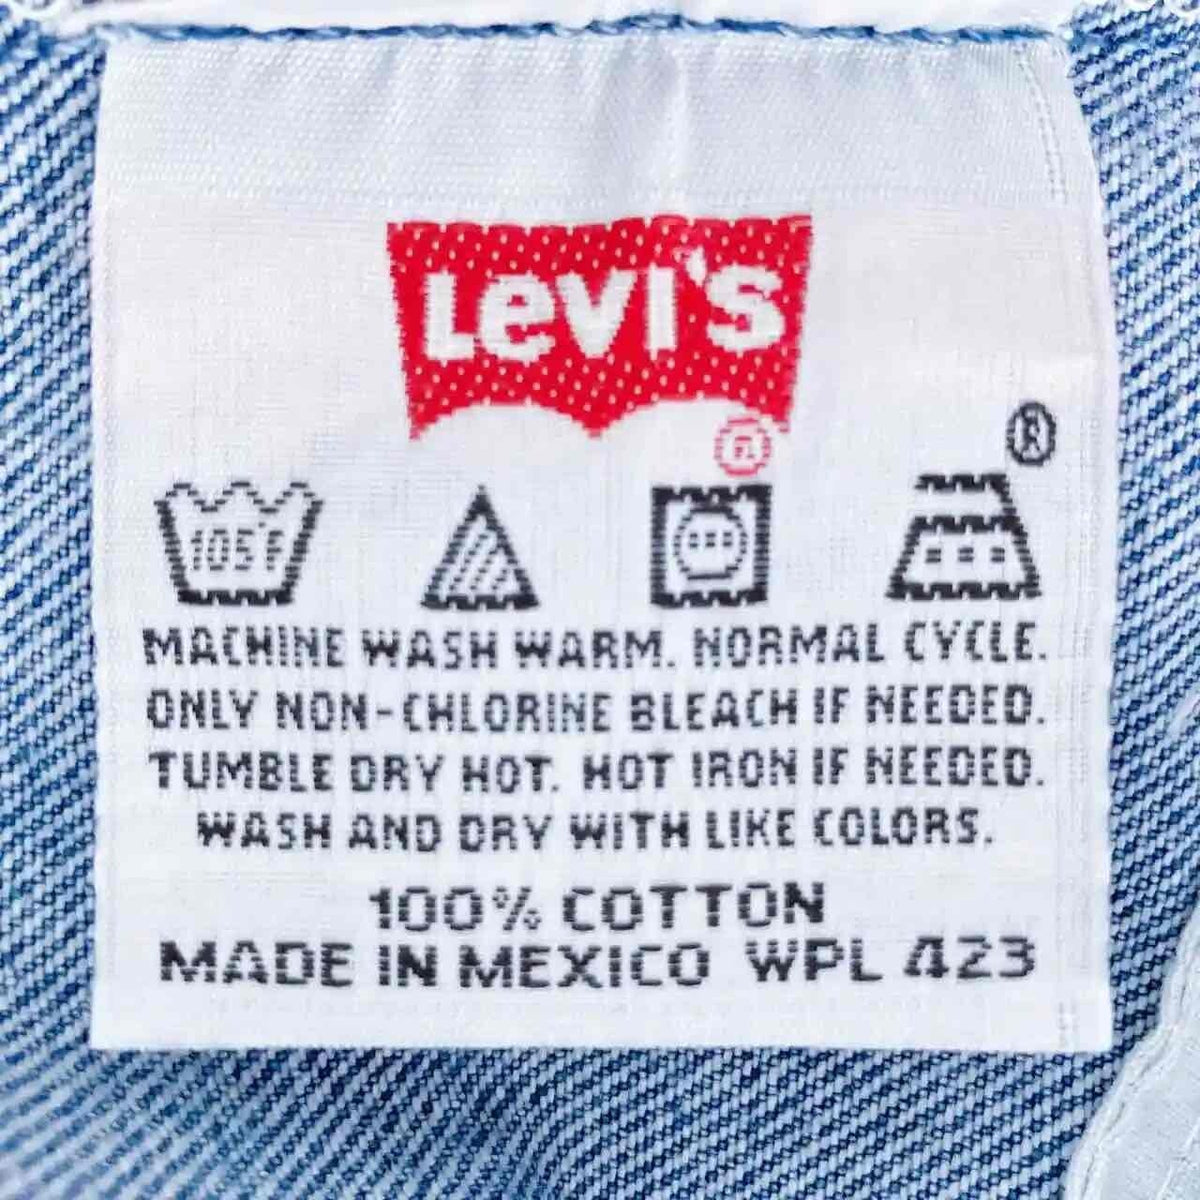 Levi's
®
®
105°F
MACHINE WASH WARM. NORMAL CYCLE.
ONLY NON-CHLORINE BLEACH IF NEEDED.
TUMBLE DRY HOT. HOT IRON IF NEEDED.
WASH AND DRY WITH LIKE COLORS.
100% COTTON
MADE IN MEXICO WPL 423